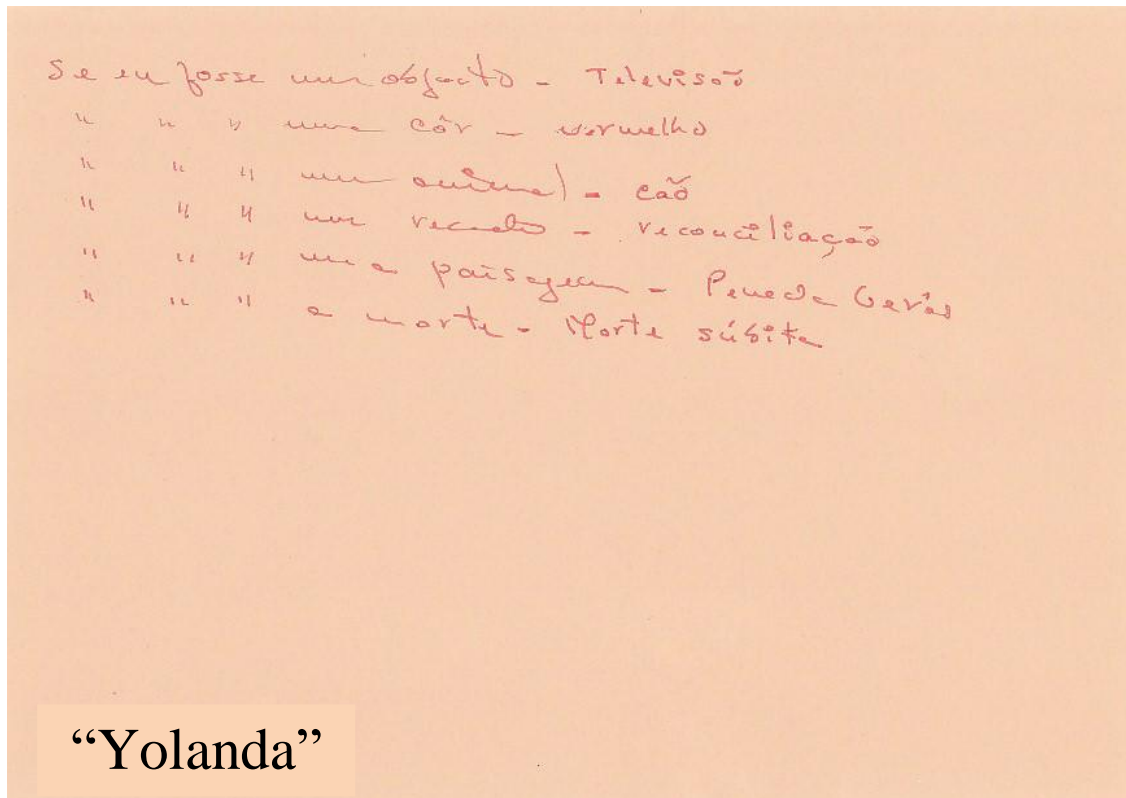 Se eu fosse um objecto - Televisão
" " " uma côr - vermelho
" " " um animal - cão
" " " um recado - reconciliação
" " " uma paisagem - Peneda Gerês
" " " a morte - Morte súbita
“Yolanda”